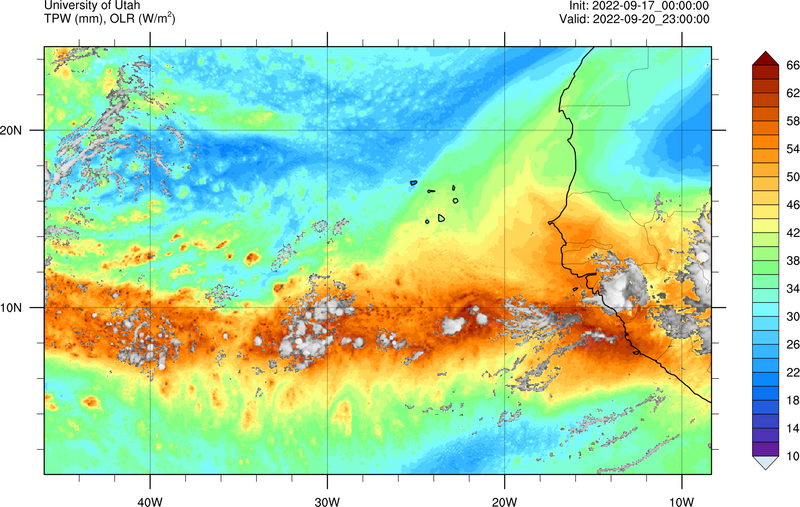 University of Utah
TPW (mm), OLR (W/m²)
Init: 2022-09-17_00:00:00
Valid: 2022-09-20_23:00:00
20N
10N
40W
30W
20W
10W
66
62
58
54
50
46
42
38
34
30
26
22
18
14
10